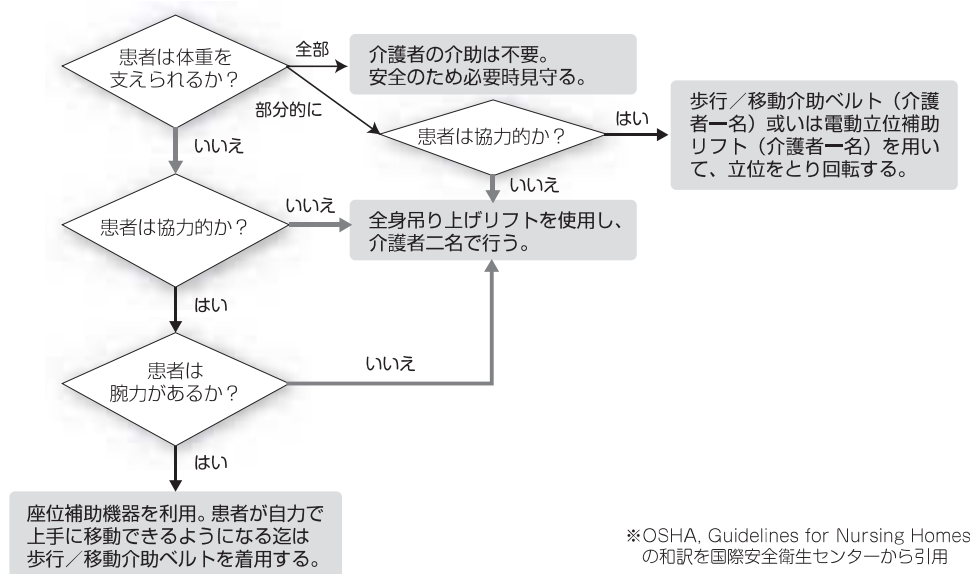 患者は体重を
支えられるか？
全部
介護者の介助は不要。
安全のため必要時見守る。
部分的に
患者は協力的か？
はい
歩行／移動介助ベルト（介護
者一名）或いは電動立位補助
リフト（介護者一名）を用い
て、立位をとり回転する。
いいえ
いいえ
患者は協力的か？
いいえ
全身吊り上げリフトを使用し、
介護者二名で行う。
はい
患者は
腕力があるか？
いいえ
はい
座位補助機器を利用。患者が自力で
上手に移動できるようになる迄は
歩行／移動介助ベルトを着用する。
※OSHA, Guidelines for Nursing Homes
の和訳を国際安全衛生センターから引用